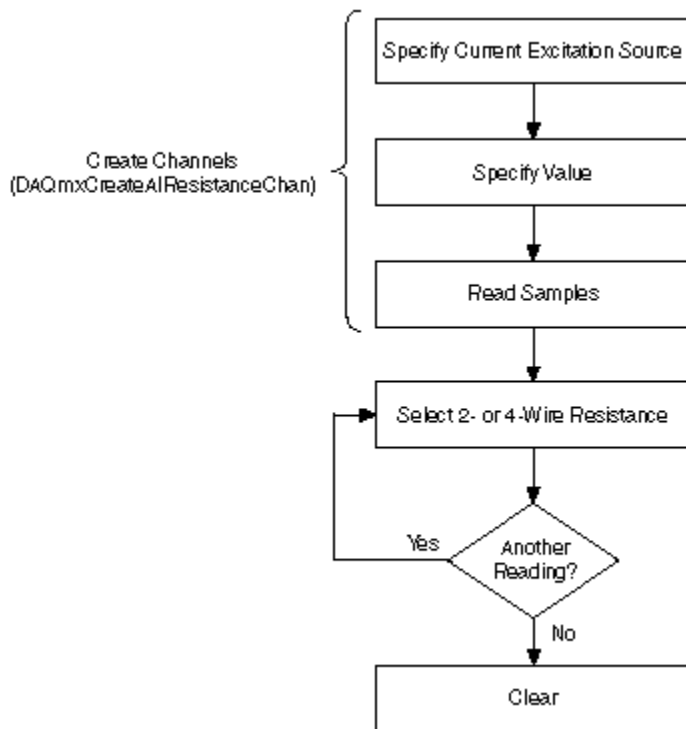 Specify Current Excitation Source
Create Channels
(DAQmxCreateAIResistanceChan)
Specify Value
Read Samples
Select 2- or 4-Wire Resistance
Yes
Another
Reading?
No
Clear